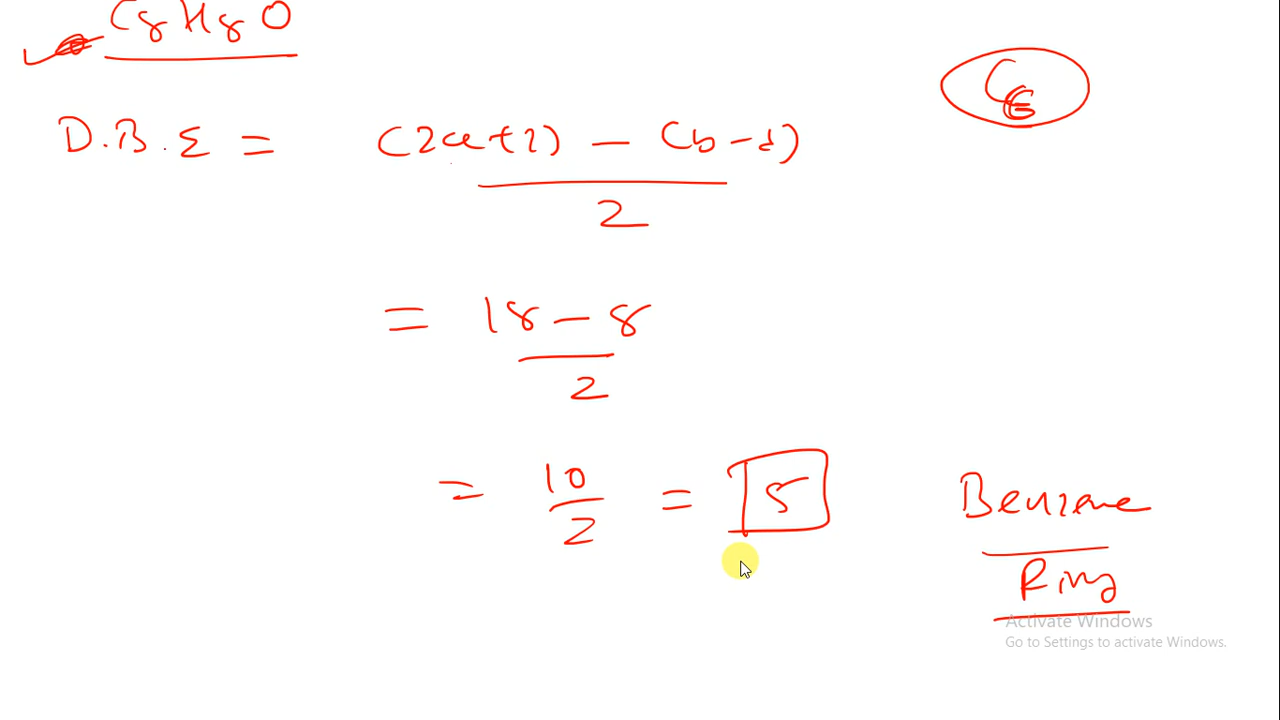 C8H8O
C6
D.B.E = (2a+2) - (b-d)
2
= 18 - 8
2
= 10/2 = 5
Benzene
Ring
Activate Windows
Go to Settings to activate Windows.